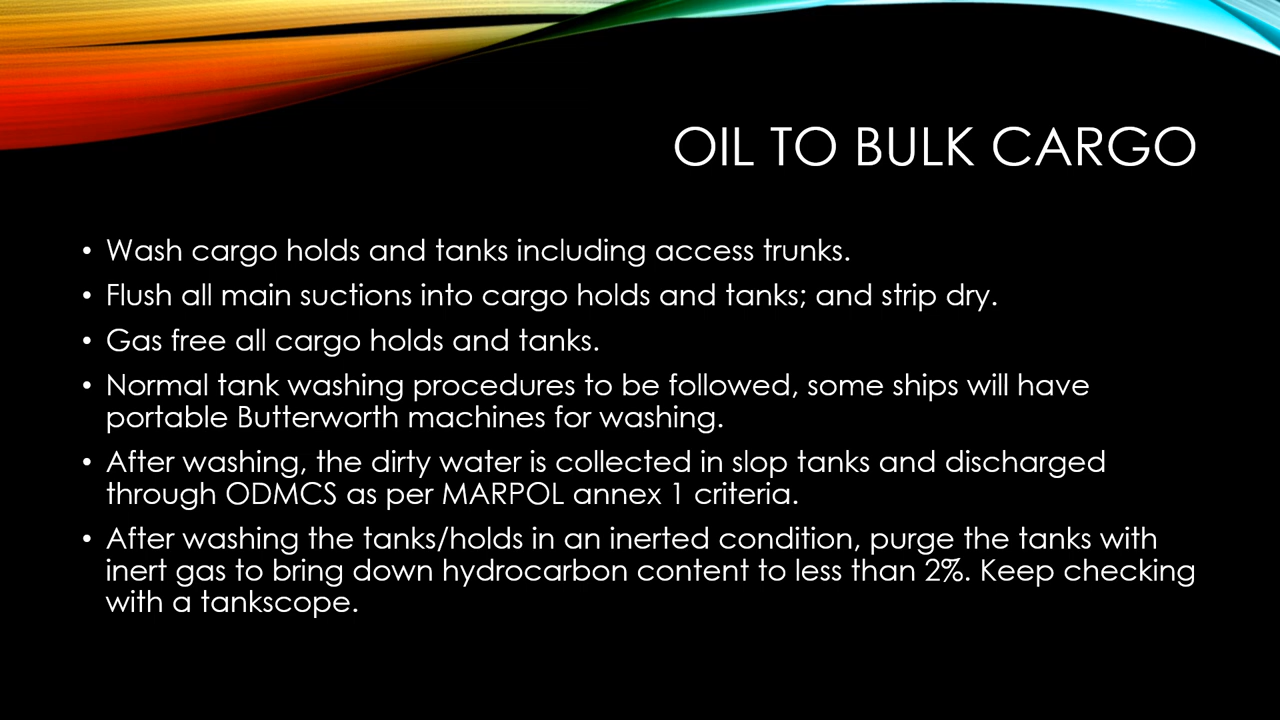 OIL TO BULK CARGO
• Wash cargo holds and tanks including access trunks.
• Flush all main suctions into cargo holds and tanks; and strip dry.
• Gas free all cargo holds and tanks.
• Normal tank washing procedures to be followed, some ships will have
portable Butterworth machines for washing.
• After washing, the dirty water is collected in slop tanks and discharged
through ODMCS as per MARPOL annex 1 criteria.
• After washing the tanks/holds in an inerted condition, purge the tanks with
inert gas to bring down hydrocarbon content to less than 2%. Keep checking
with a tankscope.